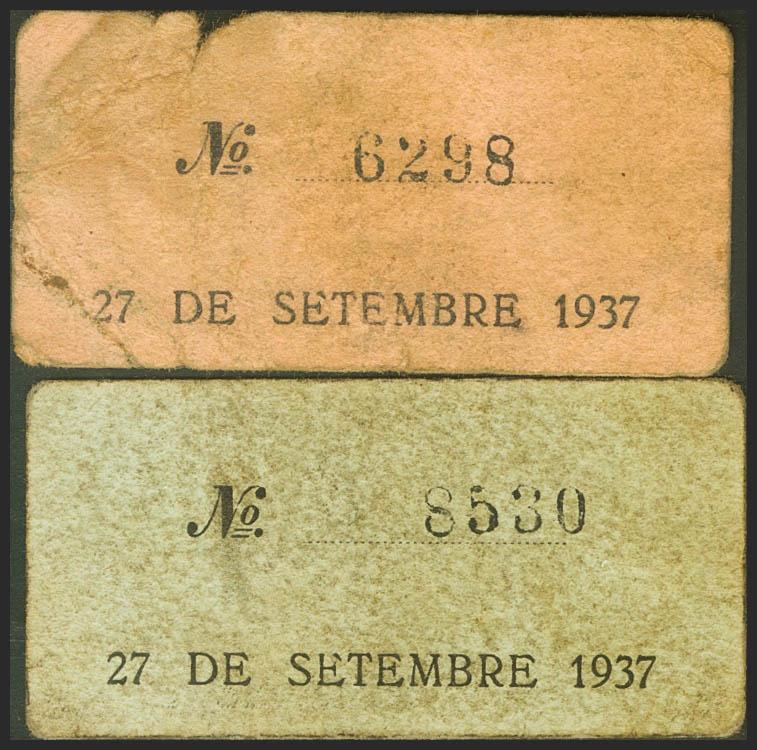 No. 6298
27 DE SETEMBRE 1937
No. 8530
27 DE SETEMBRE 1937